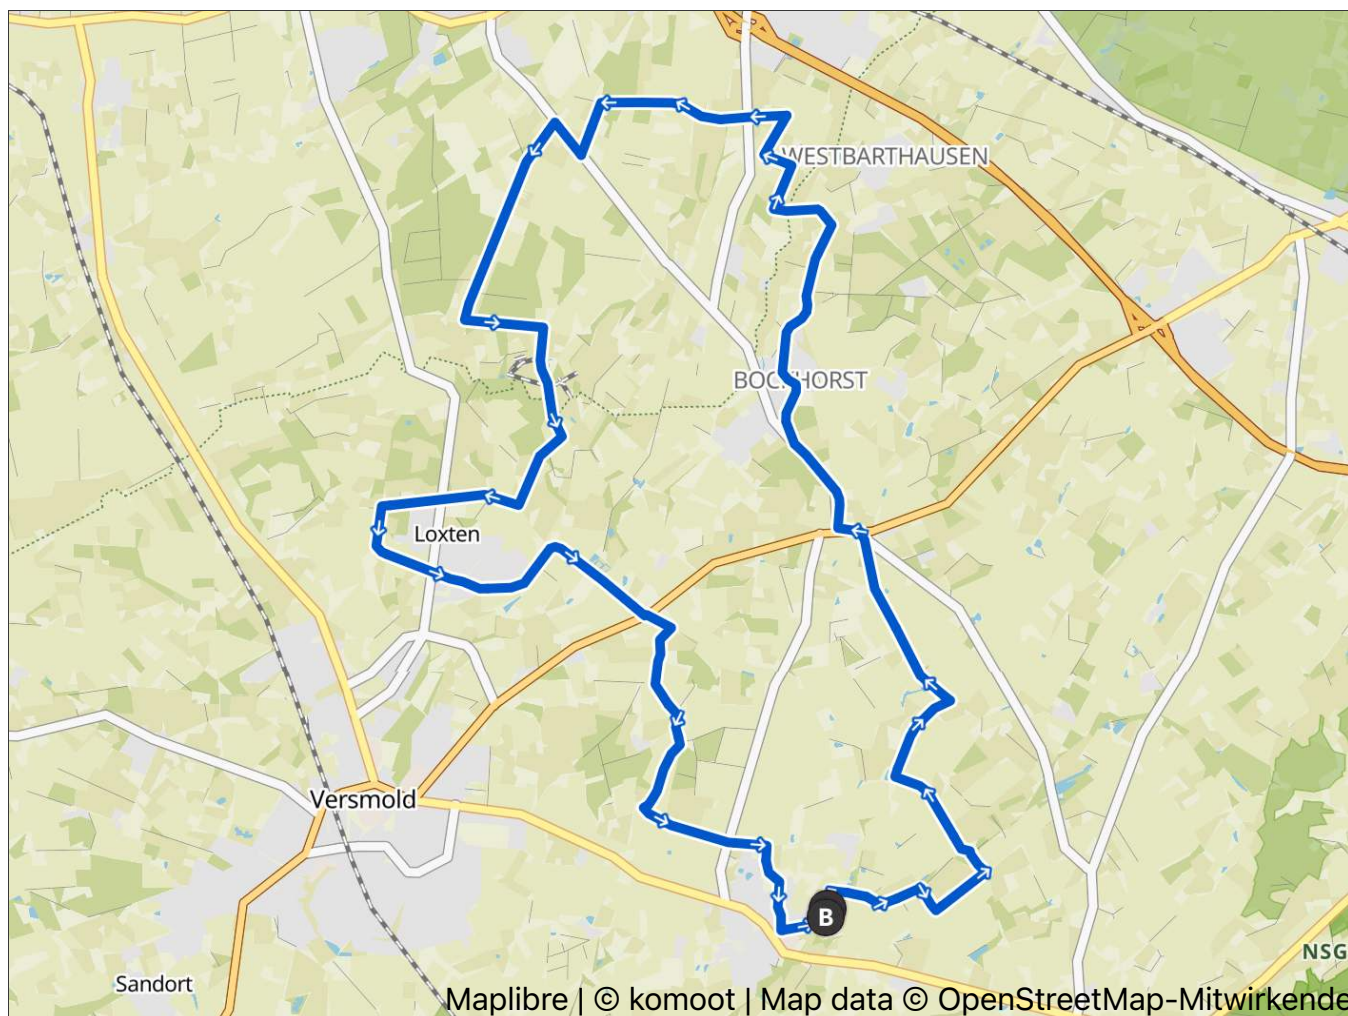 WESTBARTHAUSEN
BOCKHORST
Loxten
Versmold
B
NSG
Sandort
Maplibre | © komoot | Map data © OpenStreetMap-Mitwirkende